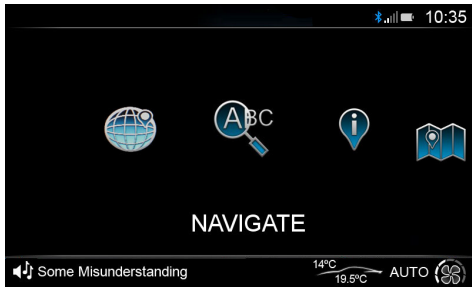 10:35
ABC
NAVIGATE
Some Misunderstanding
14ºC
19.5ºC
AUTO